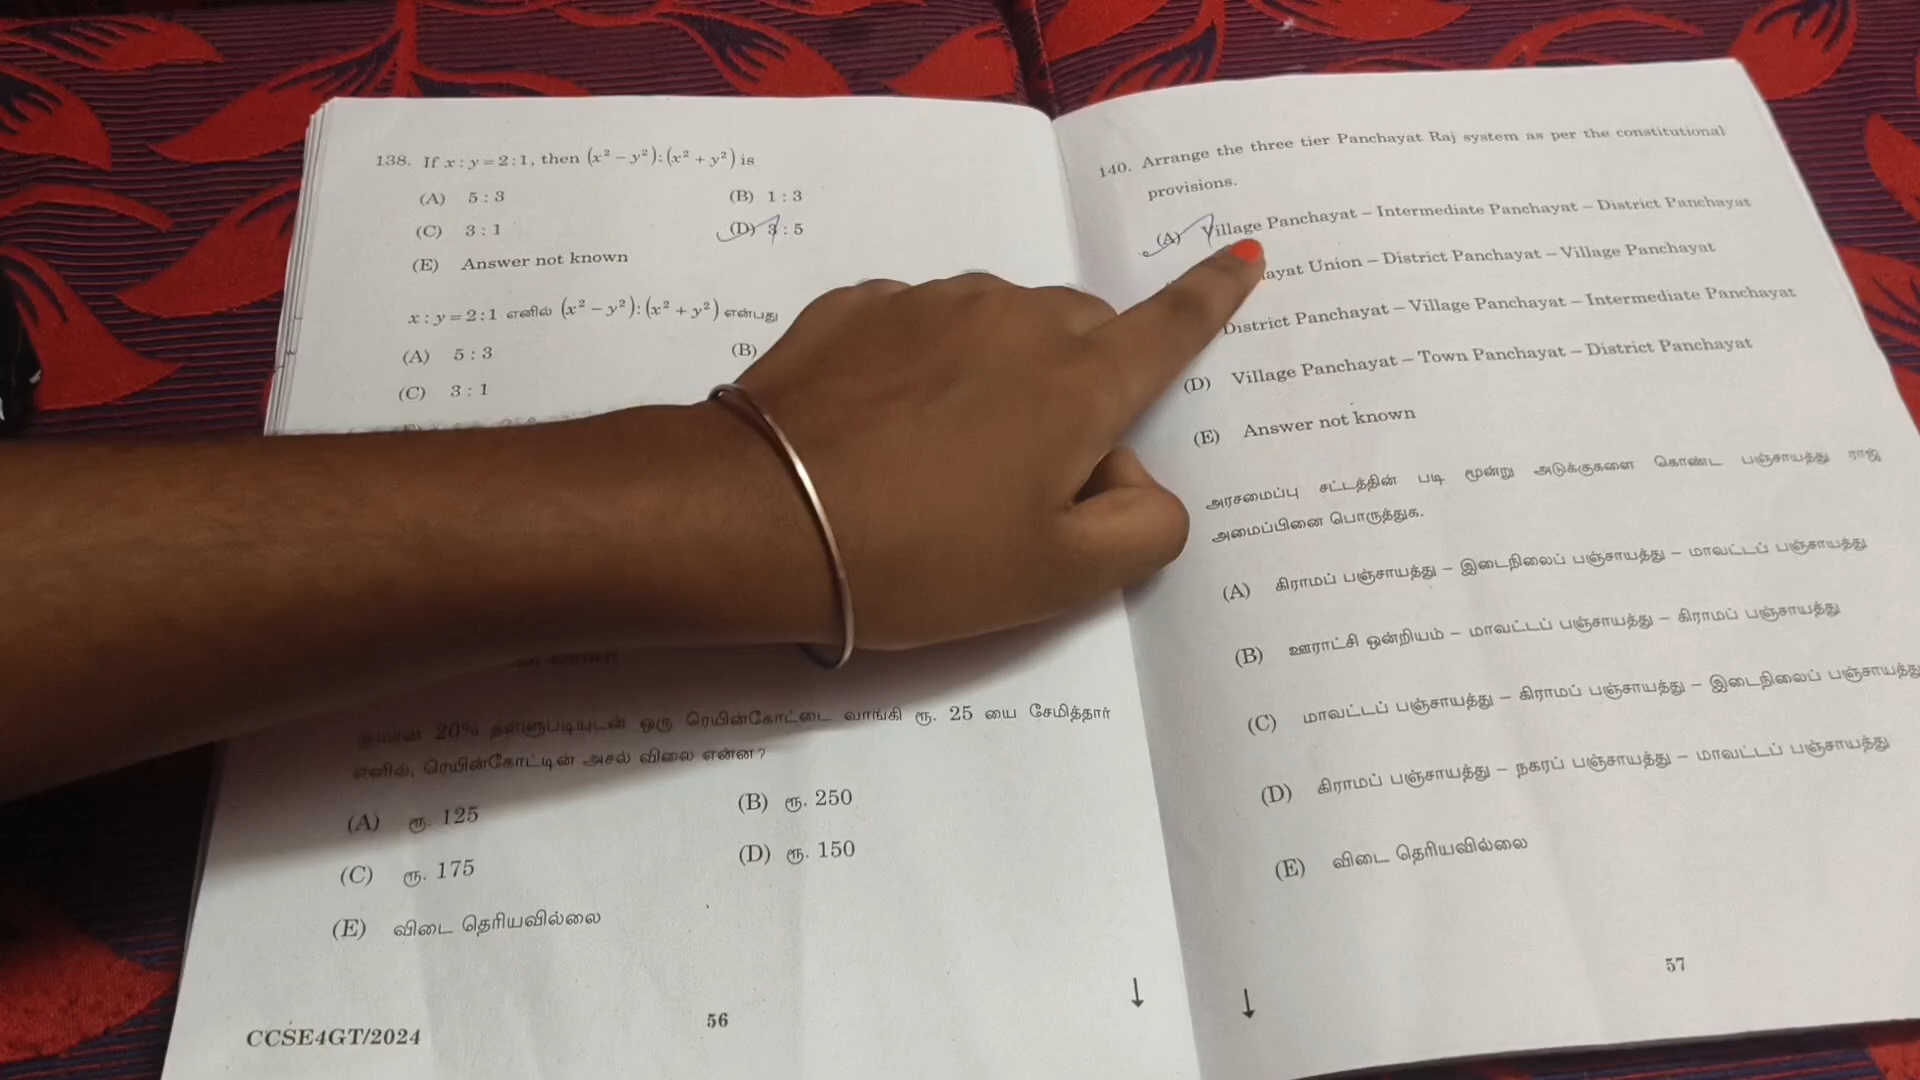 138. If x : y = 2 : 1, then (x² – y²) : (x² + y²) is
(A) 5 : 3
(B) 1 : 3
(C) 3 : 1
(D) 3 : 5
(E) Answer not known
x : y = 2 : 1 எனில் (x² – y²) : (x² + y²) என்பது
(A) 5 : 3
(B)
(C) 3 : 1
20% தள்ளுபடியுடன் ஒரு ரெயின்கோட்டை வாங்கி ரூ. 25 யை சேமித்தார்
எனில், ரெயின்கோட்டின் அசல் விலை என்ன?
(A) ரூ. 125
(B) ரூ. 250
(C) ரூ. 175
(D) ரூ. 150
(E) விடை தெரியவில்லை
CCSE4GT/2024
56
140. Arrange the three tier Panchayat Raj system as per the constitutional
provisions.
(A) Village Panchayat – Intermediate Panchayat – District Panchayat
Union – District Panchayat – Village Panchayat
District Panchayat – Village Panchayat – Intermediate Panchayat
(D) Village Panchayat – Town Panchayat – District Panchayat
(E) Answer not known
அரசமைப்பு சட்டத்தின் படி மூன்று அடுக்குகளை கொண்ட பஞ்சாயத்து ராஜ்
அமைப்பினை பொருத்துக.
(A) கிராமப் பஞ்சாயத்து – இடைநிலைப் பஞ்சாயத்து – மாவட்டப் பஞ்சாயத்து
(B) ஊராட்சி ஒன்றியம் – மாவட்டப் பஞ்சாயத்து – கிராமப் பஞ்சாயத்து
(C) மாவட்டப் பஞ்சாயத்து – கிராமப் பஞ்சாயத்து – இடைநிலைப் பஞ்சாயத்து
(D) கிராமப் பஞ்சாயத்து – நகரப் பஞ்சாயத்து – மாவட்டப் பஞ்சாயத்து
(E) விடை தெரியவில்லை
57